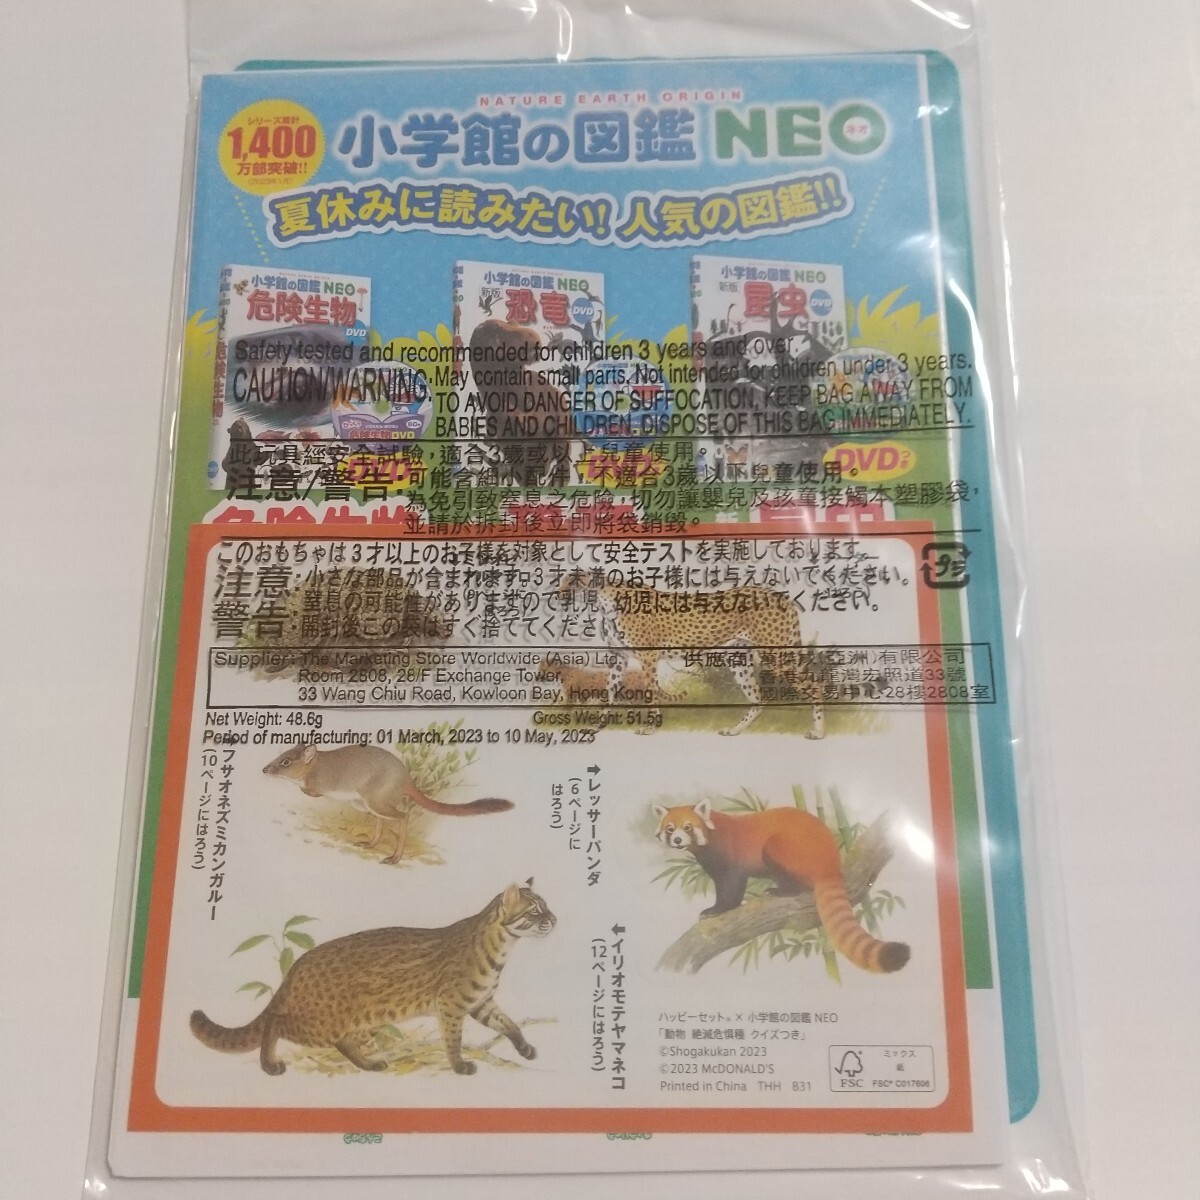 NATURE EARTH ORIGIN
シリーズ累計
1,400
万部突破!!
小学館の図鑑 NEO
ネオ
夏休みに読みたい! 人気の図鑑!!
小学館の図鑑 NEO
危険生物
DVD
小学館の図鑑 NEO
新版
恐竜
DVD
小学館の図鑑 NEO
新版
昆虫
DVD
危険生物DVD
DVD
DVDつき
Safety tested and recommended for children 3 years and over.
CAUTION/WARNING: May contain small parts. Not intended for children under 3 years.
TO AVOID DANGER OF SUFFOCATION, KEEP BAG AWAY FROM
BABIES AND CHILDREN. DISPOSE OF THIS BAG IMMEDIATELY.
此玩具經安全試驗,適合3歲或以上兒童使用。
注意/警告: 可能含細小配件,不適合3歲以下兒童使用。
為免引致窒息之危險,切勿讓嬰兒及孩童接觸本塑膠袋,
並請於拆封後立即將袋銷毀。
このおもちゃは3才以上のお子様を対象として安全テストを実施しております。
注意: 小さな部品が含まれます。3才未満のお子様には与えないでください。
警告: 窒息の可能性がありますので乳児、幼児には与えないでください。
開封後この袋はすぐ捨ててください。
プラ
Supplier: The Marketing Store Worldwide (Asia) Ltd.
Room 2808, 28/F Exchange Tower,
33 Wang Chiu Road, Kowloon Bay, Hong Kong.
供應商: 萬傑成(亞洲)有限公司
香港九龍灣宏照道33號
國際交易中心28樓2808室
Net Weight: 48.6g Gross Weight: 51.5g
Period of manufacturing: 01 March, 2023 to 10 May, 2023
フサオネズミカンガルー
(10ページにはろう)
➡レッサーパンダ
(6ページに
はろう)
⬅イリオモテヤマネコ
(12ページにはろう)
ハッピーセット® × 小学館の図鑑 NEO
「動物 絶滅危惧種 クイズつき」
©Shogakukan 2023
©2023 McDONALD'S
Printed in China THH 831
FSC
ミックス
紙
FSC® C017606